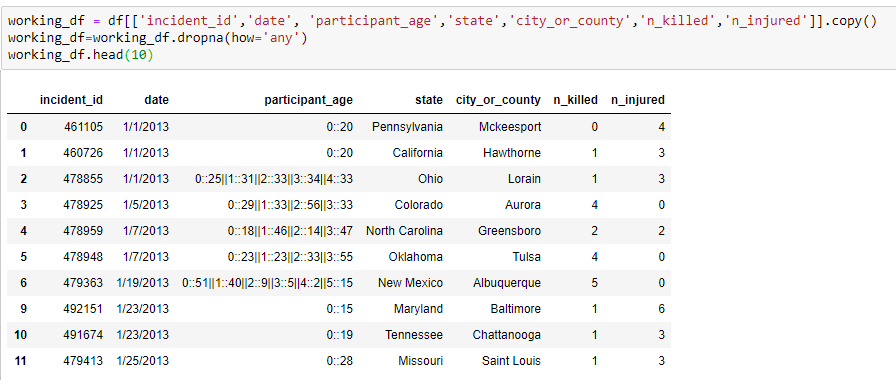 working_df = df[['incident_id','date', 'participant_age','state','city_or_county','n_killed','n_injured']].copy()
working_df=working_df.dropna(how='any')
working_df.head(10)
incident_id date participant_age state city_or_county n_killed n_injured
0 461105 1/1/2013 0::20 Pennsylvania Mckeesport 0 4
1 460726 1/1/2013 0::20 California Hawthorne 1 3
2 478855 1/1/2013 0::25||1::31||2::33||3::34||4::33 Ohio Lorain 1 3
3 478925 1/5/2013 0::29||1::33||2::56||3::33 Colorado Aurora 4 0
4 478959 1/7/2013 0::18||1::46||2::14||3::47 North Carolina Greensboro 2 2
5 478948 1/7/2013 0::23||1::23||2::33||3::55 Oklahoma Tulsa 4 0
6 479363 1/19/2013 0::51||1::40||2::9||3::5||4::2||5::15 New Mexico Albuquerque 5 0
9 492151 1/23/2013 0::15 Maryland Baltimore 1 6
10 491674 1/23/2013 0::19 Tennessee Chattanooga 1 3
11 479413 1/25/2013 0::28 Missouri Saint Louis 1 3